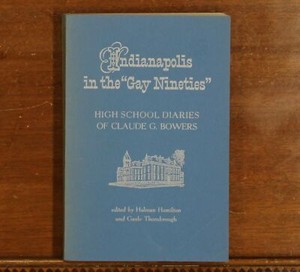 Indianapolis
in the "Gay Nineties"
HIGH SCHOOL DIARIES
OF CLAUDE G. BOWERS
edited by Holman Hamilton
and Gayle Thornbrough